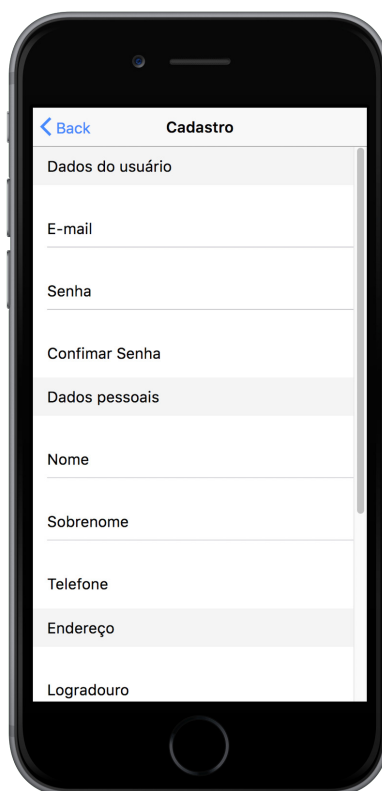 Back Cadastro
Dados do usuário
E-mail
Senha
Confimar Senha
Dados pessoais
Nome
Sobrenome
Telefone
Endereço
Logradouro